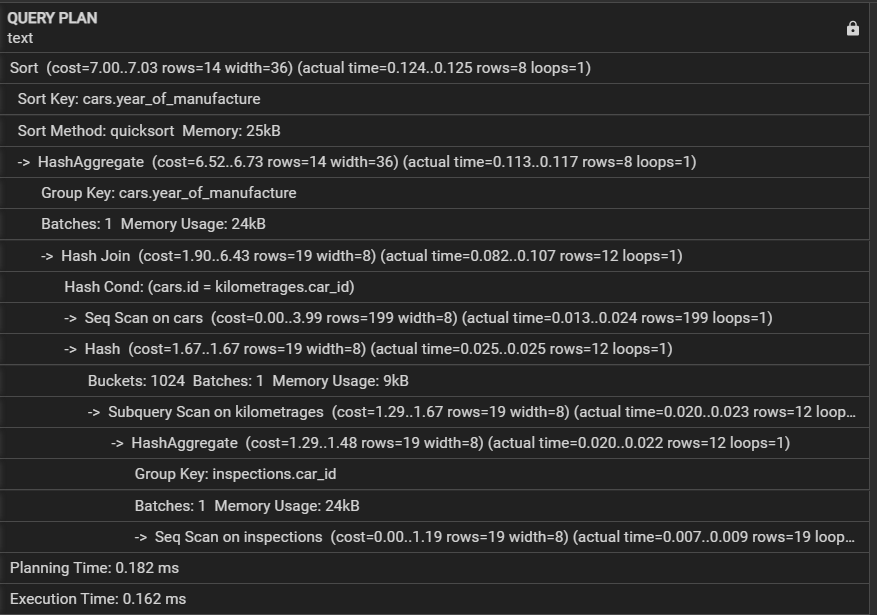 QUERY PLAN
text
Sort (cost=7.00..7.03 rows=14 width=36) (actual time=0.124..0.125 rows=8 loops=1)
Sort Key: cars.year_of_manufacture
Sort Method: quicksort Memory: 25kB
-> HashAggregate (cost=6.52..6.73 rows=14 width=36) (actual time=0.113..0.117 rows=8 loops=1)
Group Key: cars.year_of_manufacture
Batches: 1 Memory Usage: 24kB
-> Hash Join (cost=1.90..6.43 rows=19 width=8) (actual time=0.082..0.107 rows=12 loops=1)
Hash Cond: (cars.id = kilometrages.car_id)
-> Seq Scan on cars (cost=0.00..3.99 rows=199 width=8) (actual time=0.013..0.024 rows=199 loops=1)
-> Hash (cost=1.67..1.67 rows=19 width=8) (actual time=0.025..0.025 rows=12 loops=1)
Buckets: 1024 Batches: 1 Memory Usage: 9kB
-> Subquery Scan on kilometrages (cost=1.29..1.67 rows=19 width=8) (actual time=0.020..0.023 rows=12 loop...
-> HashAggregate (cost=1.29..1.48 rows=19 width=8) (actual time=0.020..0.022 rows=12 loops=1)
Group Key: inspections.car_id
Batches: 1 Memory Usage: 24kB
-> Seq Scan on inspections (cost=0.00..1.19 rows=19 width=8) (actual time=0.007..0.009 rows=19 loop...
Planning Time: 0.182 ms
Execution Time: 0.162 ms